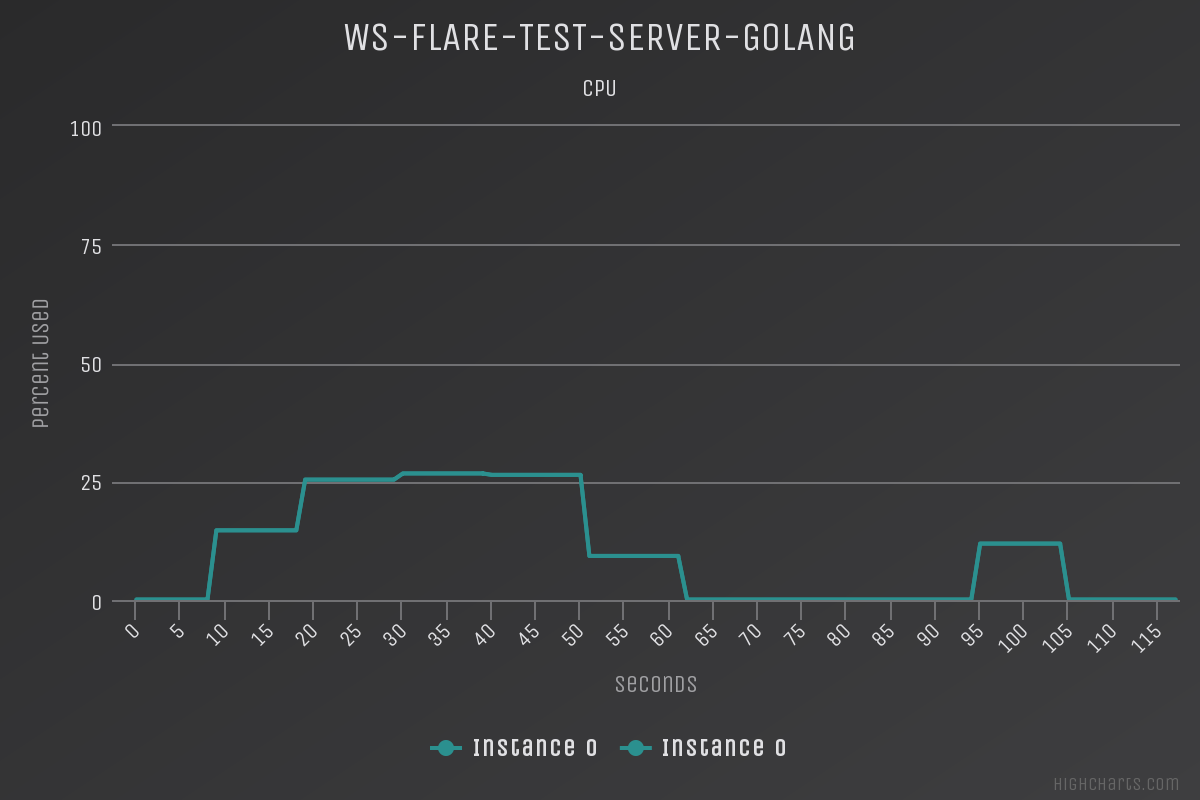 WS-FLARE-TEST-SERVER-GOLANG
CPU
100
75
50
25
0
Percent Used
0 5 10 15 20 25 30 35 40 45 50 55 60 65 70 75 80 85 90 95 100 105 110 115
Seconds
Instance 0 Instance 0
Highcharts.com